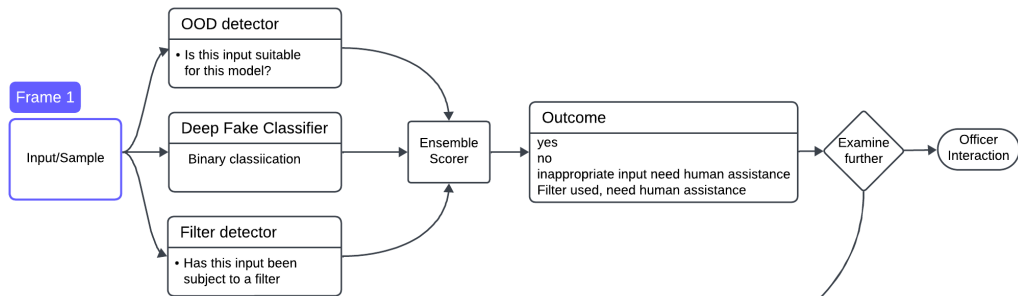 OOD detector
• Is this input suitable
for this model?
Frame 1
Input/Sample
Deep Fake Classifier
Binary classiication
Filter detector
• Has this input been
subject to a filter
Ensemble
Scorer
Outcome
yes
no
inappropriate input need human assistance
Filter used, need human assistance
Examine
further
Officer
Interaction